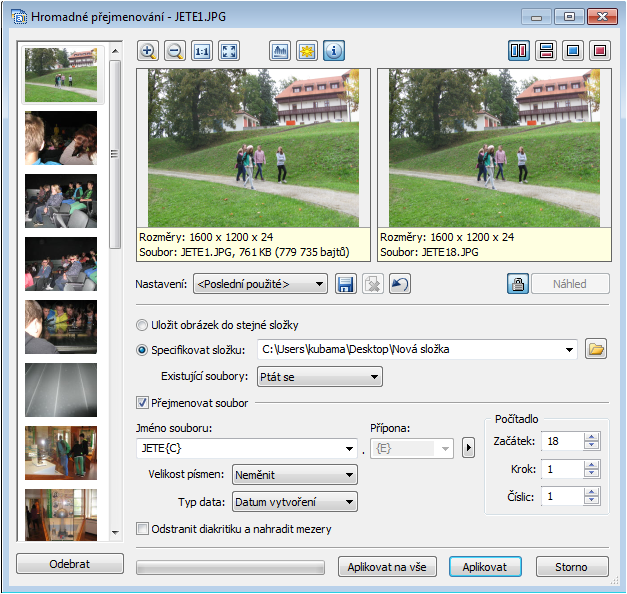 Hromadné přejmenování - JETE1.JPG
1:1
Rozměry: 1600 x 1200 x 24
Soubor: JETE1.JPG, 761 KB (779 735 bajtů)
Rozměry: 1600 x 1200 x 24
Soubor: JETE18.JPG
Nastavení: <Poslední použité> Náhled
Uložit obrázek do stejné složky
Specifikovat složku: C:\Users\kubama\Desktop\Nová složka
Existující soubory: Ptát se
Přejmenovat soubor
Jméno souboru: Přípona:
JETE{C} . {E}
Velikost písmen: Neměnit
Typ data: Datum vytvoření
Počítadlo
Začátek: 18
Krok: 1
Číslic: 1
Odstranit diakritiku a nahradit mezery
Odebrat Aplikovat na vše Aplikovat Storno